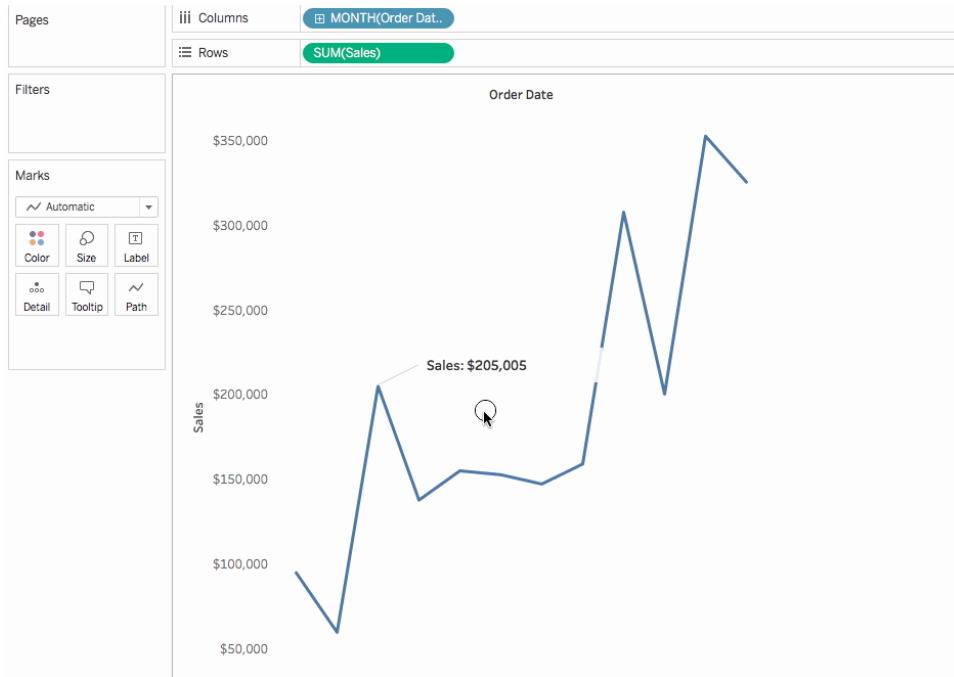 Pages
iii Columns
MONTH(Order Dat..
Rows
SUM(Sales)
Filters
Marks
Automatic
Color Size T Label
Detail Tooltip Path
Order Date
$350,000
$300,000
$250,000
Sales: $205,005
$200,000
Sales
$150,000
$100,000
$50,000